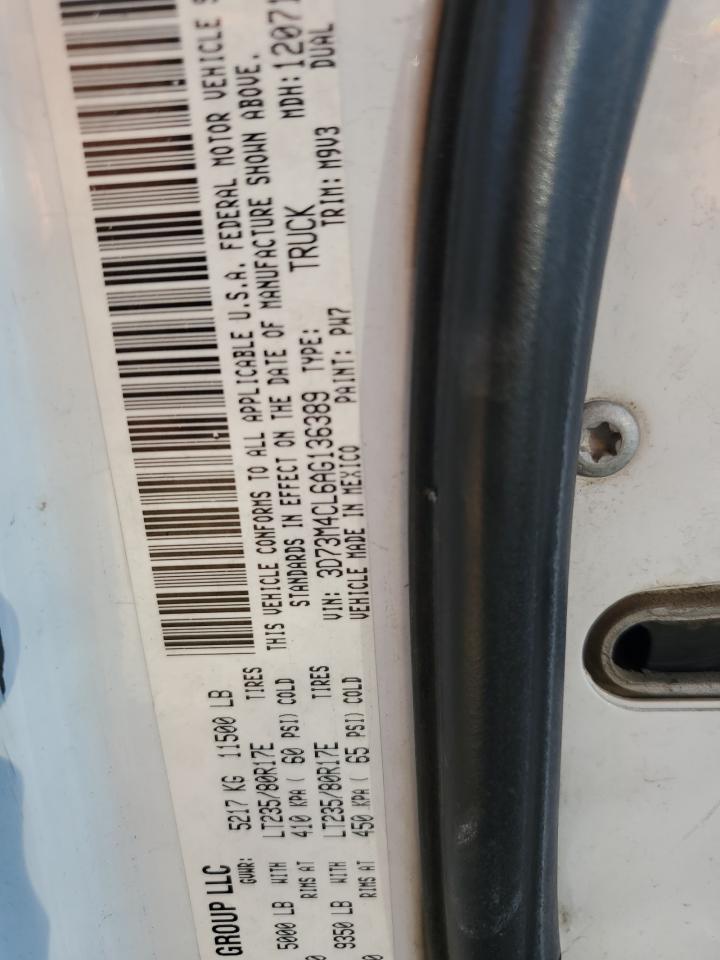 GROUP LLC
GVWR: 5217 KG 11500 LB
5000 LB WITH LT235/80R17E TIRES
RIMS AT 410 KPA ( 60 PSI) COLD
9350 LB WITH LT235/80R17E TIRES
RIMS AT 450 KPA ( 65 PSI) COLD
THIS VEHICLE CONFORMS TO ALL APPLICABLE U.S.A. FEDERAL MOTOR VEHICLE
STANDARDS IN EFFECT ON THE DATE OF MANUFACTURE SHOWN ABOVE.
VIN: 3D73M4CL6AG136389 TYPE: TRUCK MDH: 12071
VEHICLE MADE IN MEXICO PAINT: PW7 TRIM: M9V3 DUAL